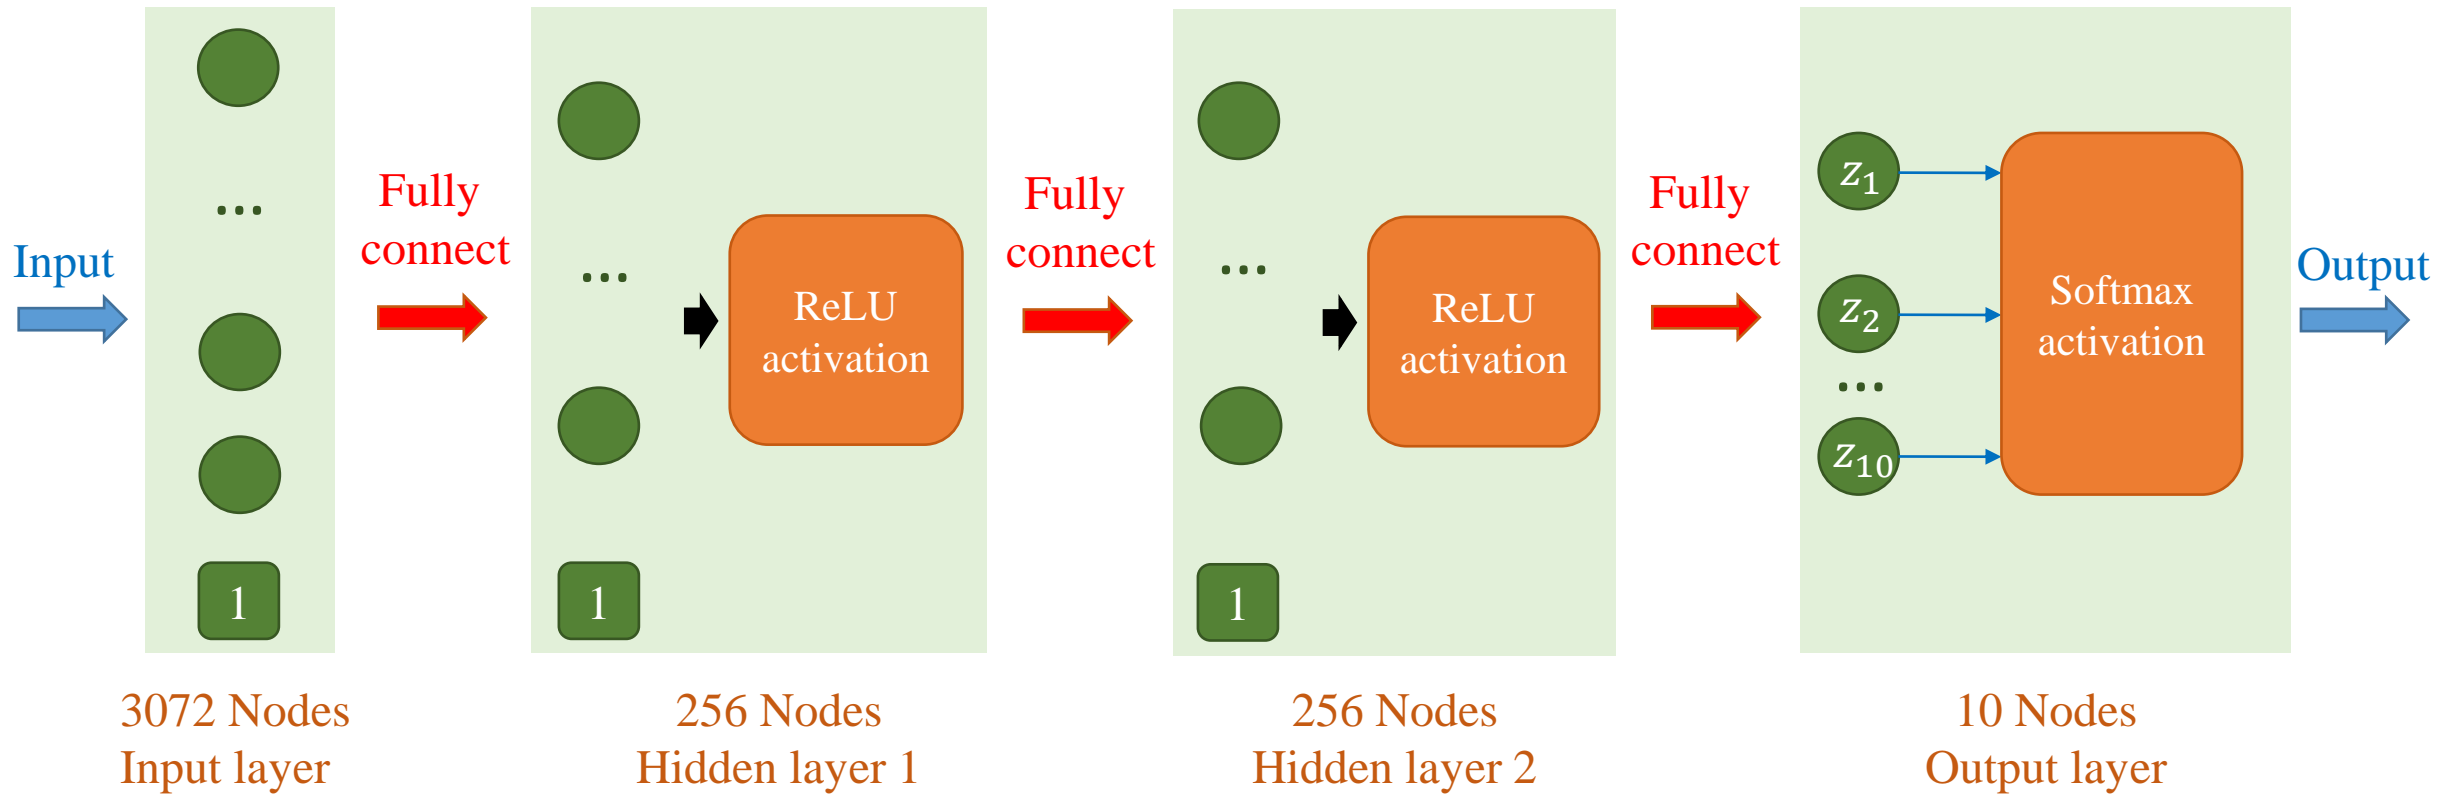 Input
...
1
3072 Nodes
Input layer
Fully
connect
...
1
ReLU
activation
256 Nodes
Hidden layer 1
Fully
connect
...
1
ReLU
activation
256 Nodes
Hidden layer 2
Fully
connect
z₁
z₂
...
z₁₀
Softmax
activation
10 Nodes
Output layer
Output